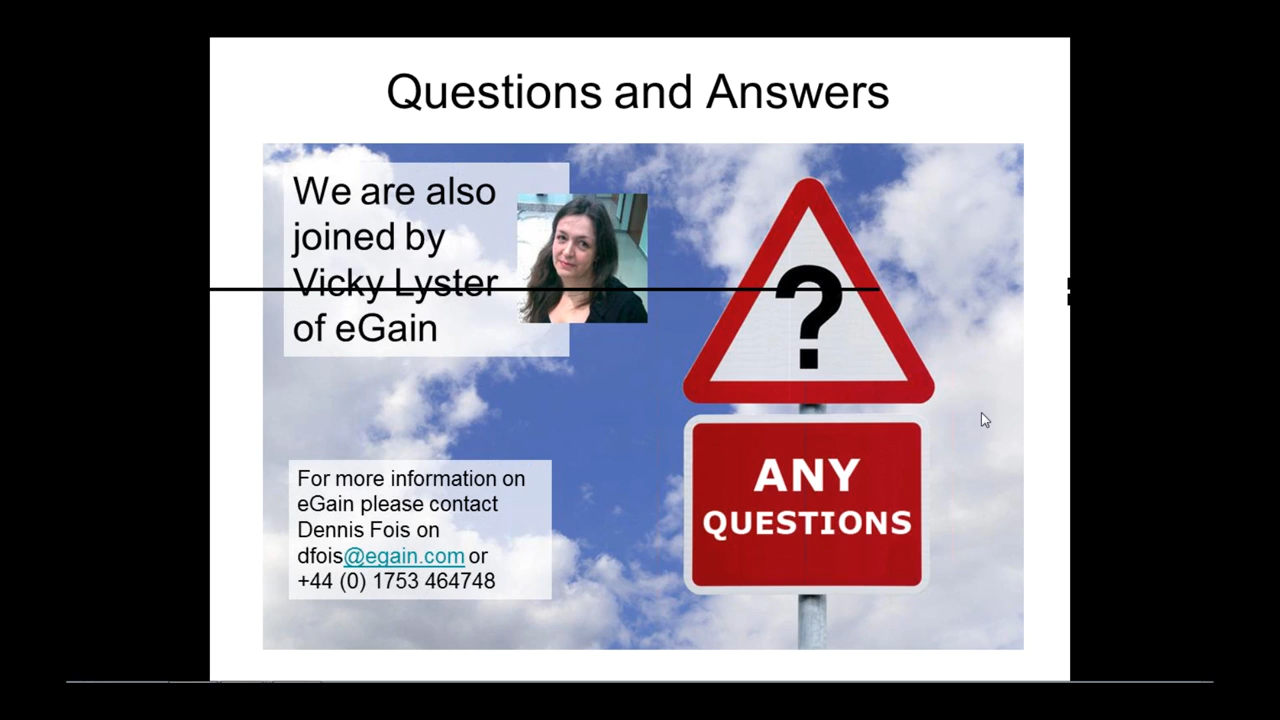 Questions and Answers
We are also
joined by
Vicky Lyster
of eGain
?
ANY
QUESTIONS
For more information on
eGain please contact
Dennis Fois on
dfois@egain.com or
+44 (0) 1753 464748